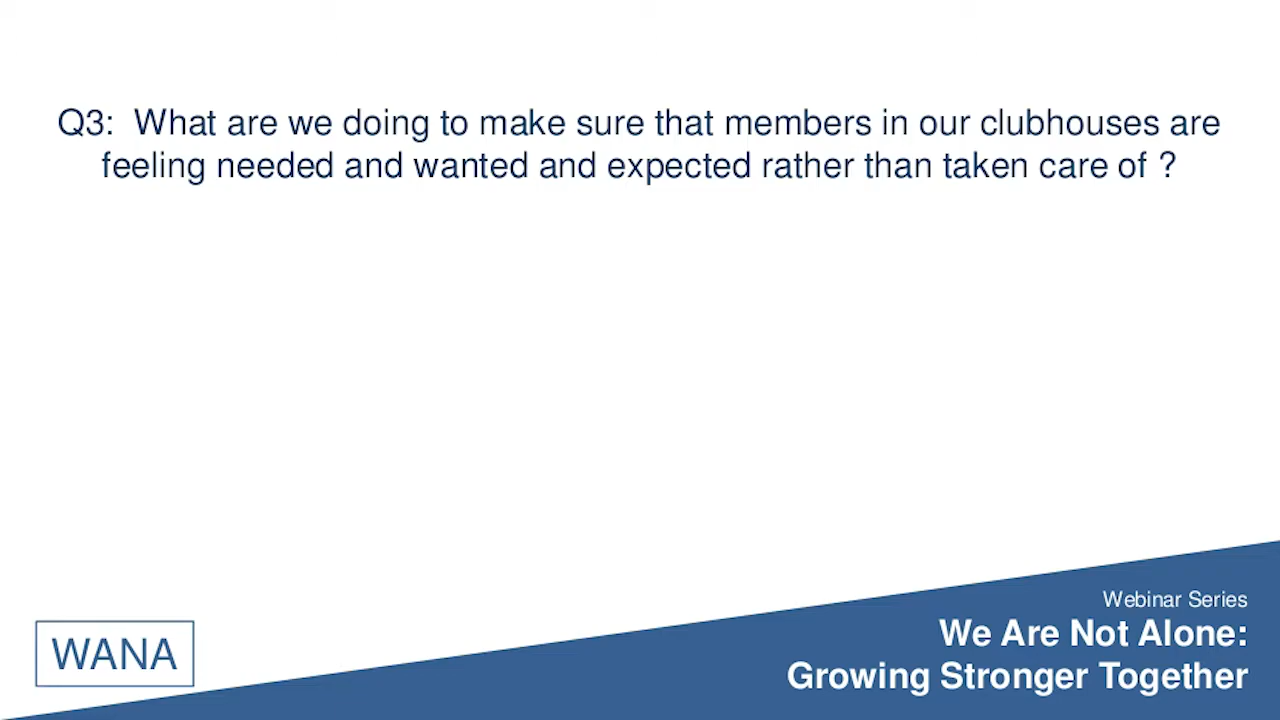 Q3: What are we doing to make sure that members in our clubhouses are
feeling needed and wanted and expected rather than taken care of ?
Webinar Series
We Are Not Alone:
Growing Stronger Together
WANA